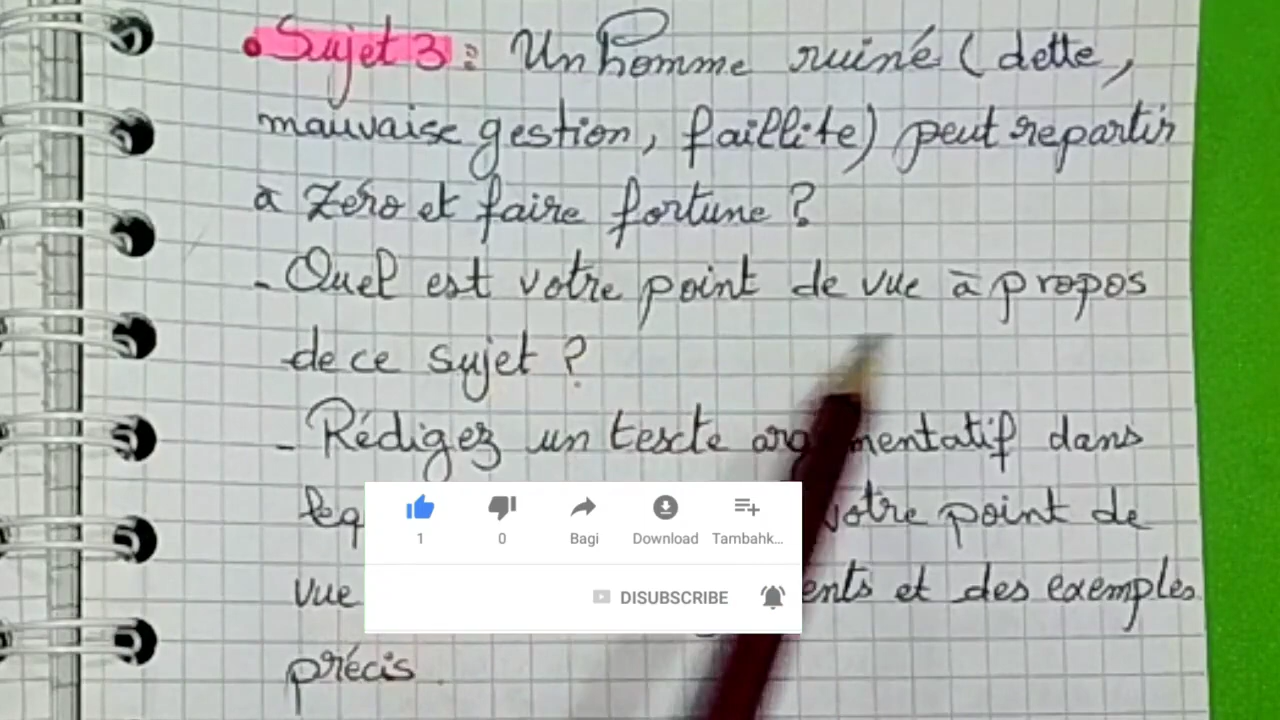 • Sujet 3 : Un homme ruiné ( dette,
mauvaise gestion, faillite) peut repartir
à Zéro et faire fortune ?
- Quel est votre point de vue à propos
de ce sujet ?
- Rédigez un texte argumentatif dans
votre point de
vue et des exemples
précis
1 0 Bagi Download Tambahk...
DISUBSCRIBE